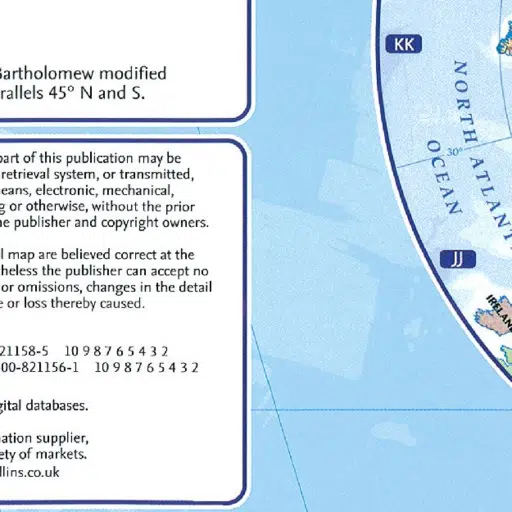 Bartholomew modified
rallels 45° N and S.
part of this publication may be
retrieval system, or transmitted,
eans, electronic, mechanical,
g or otherwise, without the prior
he publisher and copyright owners.
l map are believed correct at the
heless the publisher can accept no
or omissions, changes in the detail
e or loss thereby caused.
21158-5 10 9 8 7 6 5 4 3 2
00-821156-1 10 9 8 7 6 5 4 3 2
gital databases.
ation supplier,
ety of markets.
llins.co.uk
KK
NORTH ATLANT
OCEAN
30°
JJ
IRELAN